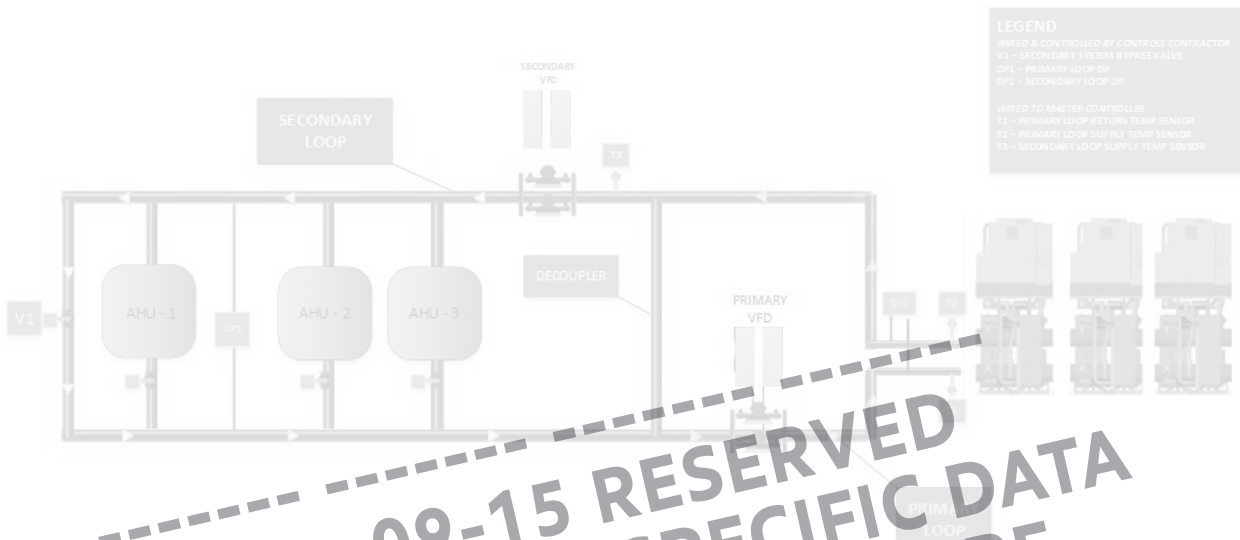 LEGEND
WIRED & CONTROLLED BY CONTROLS CONTRACTOR
V1 – SECONDARY SYSTEM BYPASS VALVE
DP1 – PRIMARY LOOP DP
DP2 – SECONDARY LOOP DP
WIRED TO MASTER CONTROLLER
T1 – PRIMARY LOOP RETURN TEMP SENSOR
T2 – PRIMARY LOOP SUPPLY TEMP SENSOR
T3 – SECONDARY LOOP SUPPLY TEMP SENSOR
SECONDARY
VFD
SECONDARY
LOOP
T3
DECOUPLER
PRIMARY
VFD
DP1
T2
V1
AHU - 1
DP2
AHU - 2
AHU - 3
09-15 RESERVED
SPECIFIC DATA
PRIMARY
LOOP